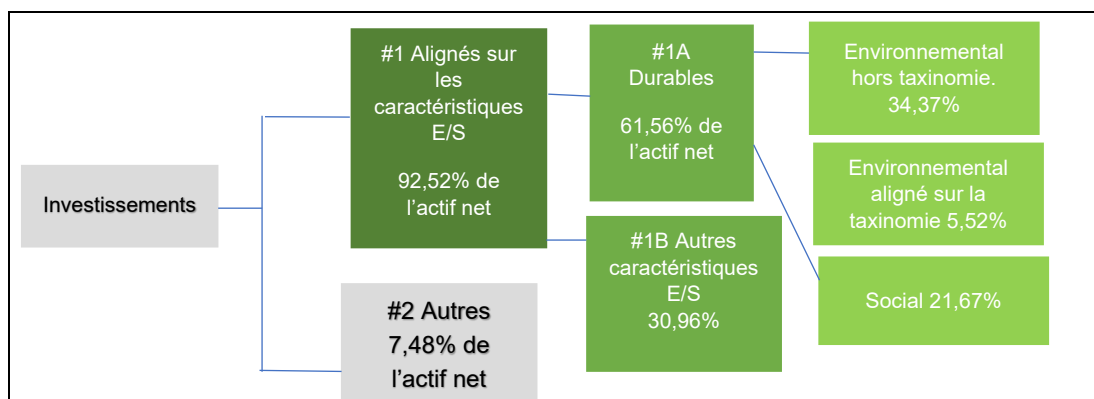 Investissements
#1 Alignés sur
les
caractéristiques
E/S
92,52% de
l'actif net
#2 Autres
7,48% de
l'actif net
#1A
Durables
61,56% de
l'actif net
#1B Autres
caractéristiques
E/S
30,96%
Environnemental
hors taxinomie.
34,37%
Environnemental
aligné sur la
taxinomie 5,52%
Social 21,67%